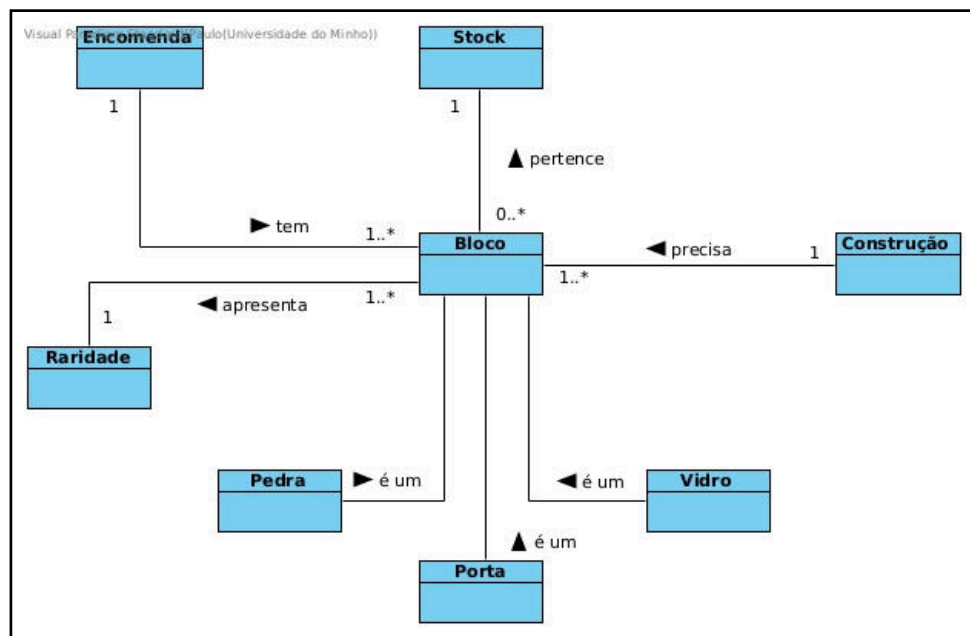 Visual Pa
Paulo(Universidade do Minho))
Encomenda
Stock
1
1
pertence
tem
1..*
0..*
Bloco
precisa
1
Construção
1..*
apresenta
1..*
1
Raridade
Pedra
é um
é um
Vidro
é um
Porta